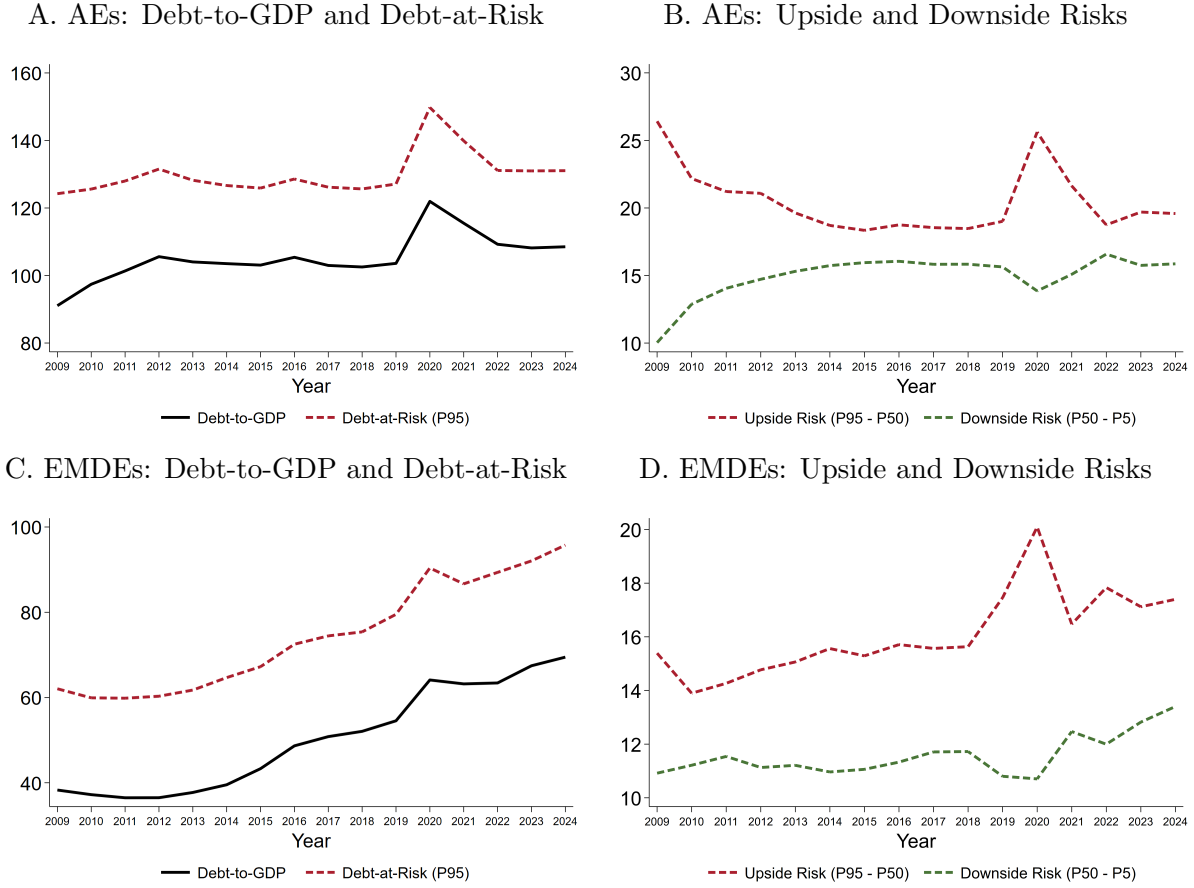 A. AEs: Debt-to-GDP and Debt-at-Risk
160
140
120
100
80
2009 2010 2011 2012 2013 2014 2015 2016 2017 2018 2019 2020 2021 2022 2023 2024
Year
Debt-to-GDP Debt-at-Risk (P95)
B. AEs: Upside and Downside Risks
30
25
20
15
10
2009 2010 2011 2012 2013 2014 2015 2016 2017 2018 2019 2020 2021 2022 2023 2024
Year
Upside Risk (P95 - P50) Downside Risk (P50 - P5)
C. EMDEs: Debt-to-GDP and Debt-at-Risk
100
80
60
40
2009 2010 2011 2012 2013 2014 2015 2016 2017 2018 2019 2020 2021 2022 2023 2024
Year
Debt-to-GDP Debt-at-Risk (P95)
D. EMDEs: Upside and Downside Risks
20
18
16
14
12
10
2009 2010 2011 2012 2013 2014 2015 2016 2017 2018 2019 2020 2021 2022 2023 2024
Year
Upside Risk (P95 - P50) Downside Risk (P50 - P5)